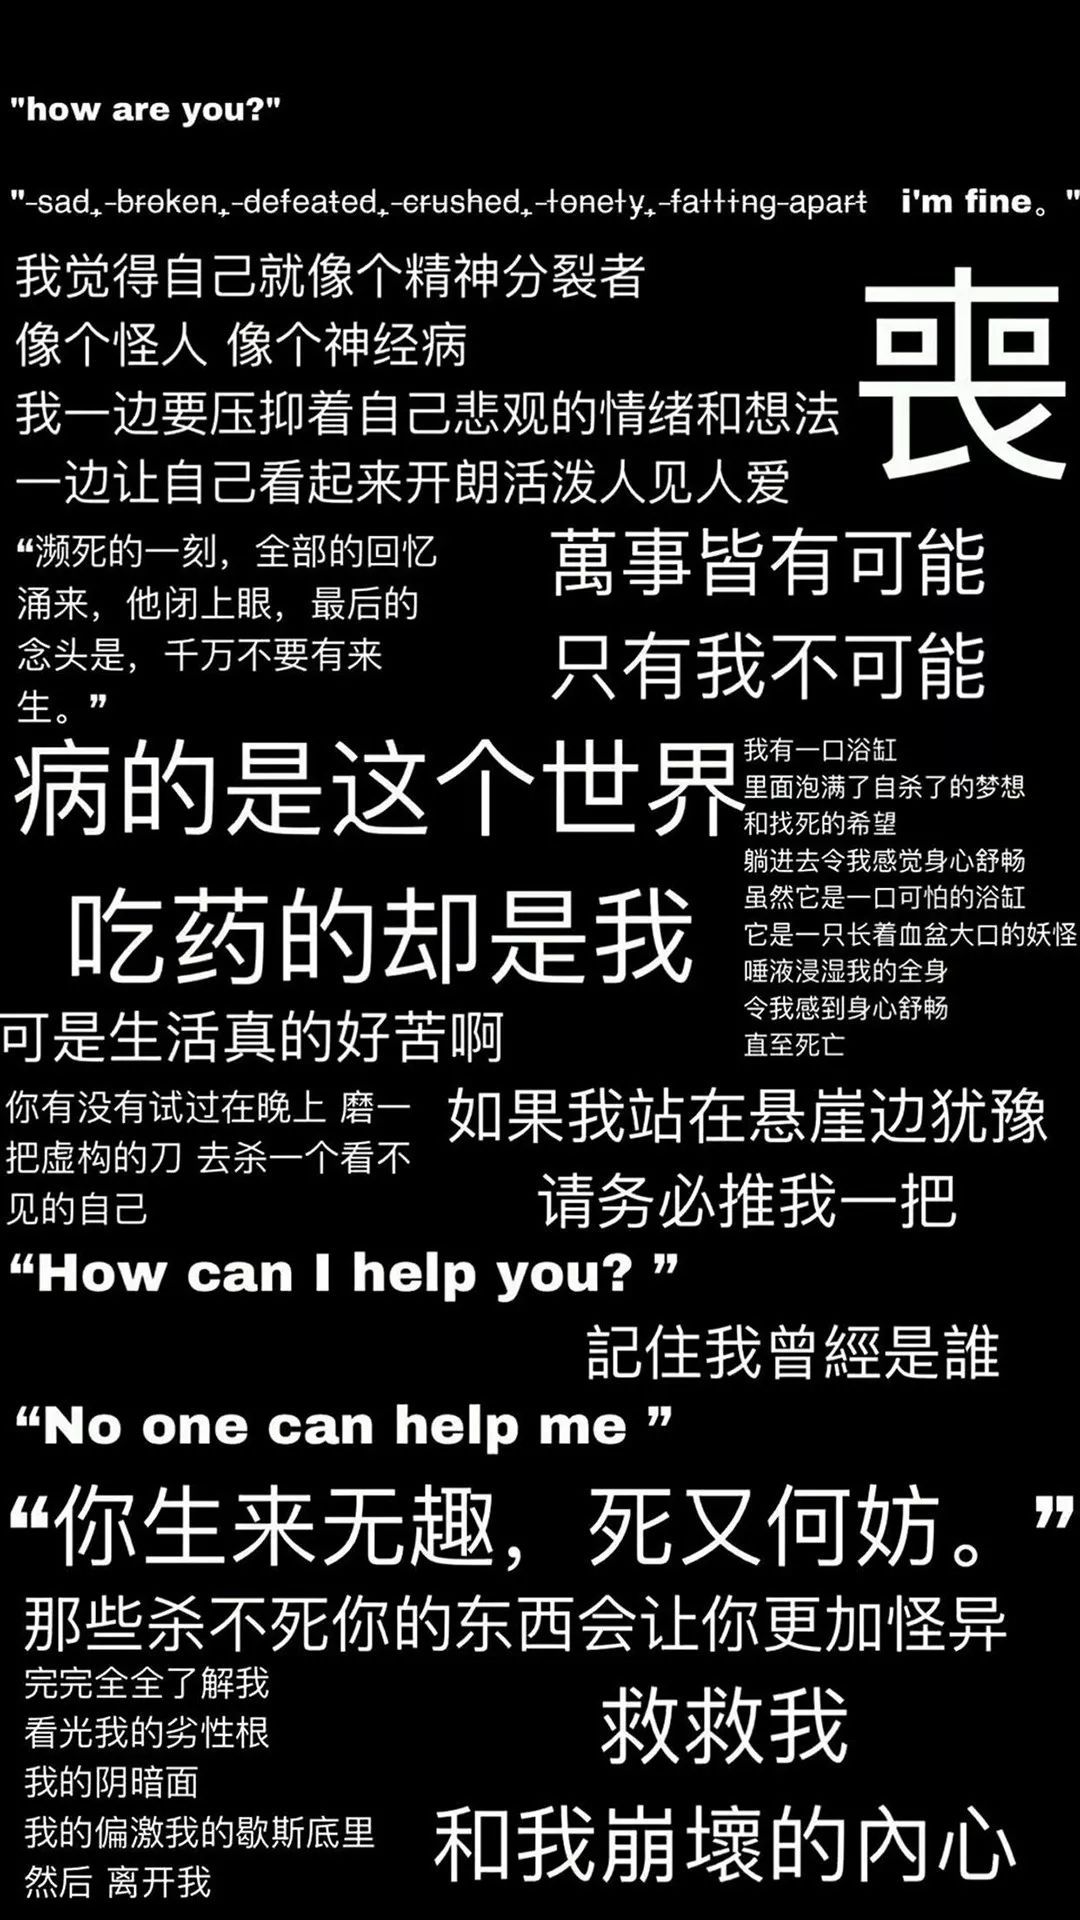 "how are you?"
"-sad,-broken,-defeated,-crushed,-lonely,-falling-apart i'm fine。"
我觉得自己就像个精神分裂者
像个怪人 像个神经病
我一边要压抑着自己悲观的情绪和想法
一边让自己看起来开朗活泼人见人爱
喪
“濒死的一刻，全部的回忆
涌来，他闭上眼，最后的
念头是，千万不要有来
生。”
萬事皆有可能
只有我不可能
病的是这个世界
吃药的却是我
我有一口浴缸
里面泡满了自杀了的梦想
和找死的希望
躺进去令我感觉身心舒畅
虽然它是一口可怕的浴缸
它是一只长着血盆大口的妖怪
唾液浸湿我的全身
令我感到身心舒畅
直至死亡
可是生活真的好苦啊
你有没有试过在晚上 磨一
把虚构的刀 去杀一个看不
见的自己
如果我站在悬崖边犹豫
请务必推我一把
“How can I help you? ”
記住我曾經是誰
“No one can help me ”
“你生来无趣，死又何妨。”
那些杀不死你的东西会让你更加怪异
完完全全了解我
看光我的劣性根
我的阴暗面
我的偏激我的歇斯底里
然后 离开我
救救我
和我崩壞的內心